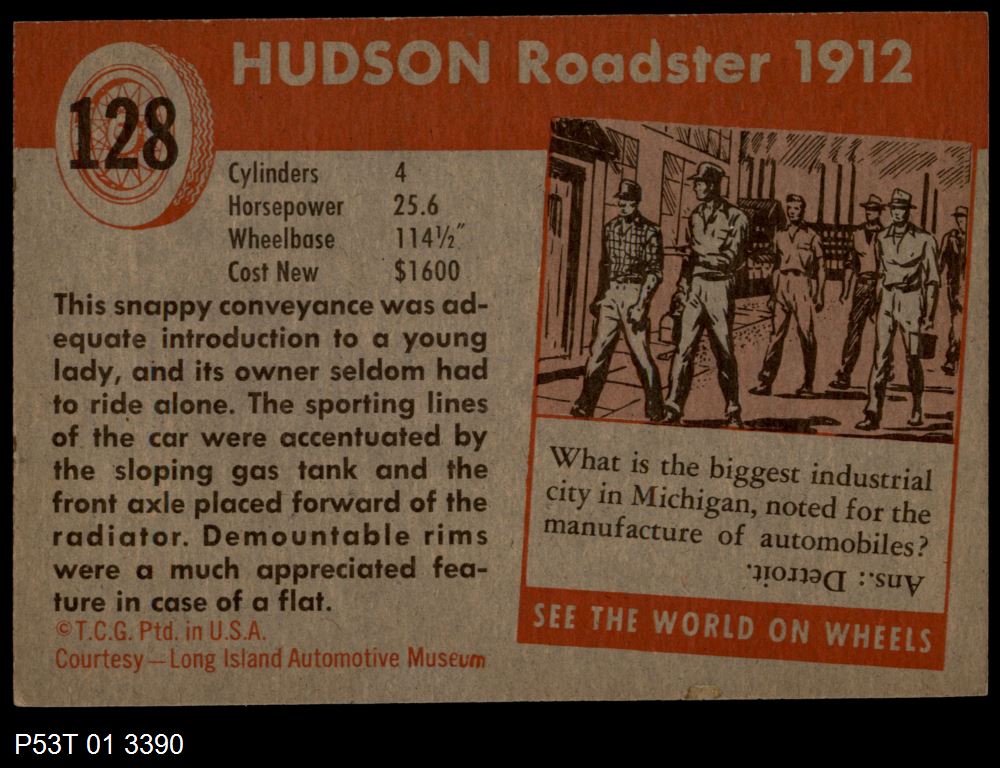 HUDSON Roadster 1912
128
Cylinders 4
Horsepower 25.6
Wheelbase 114½"
Cost New $1600
This snappy conveyance was ad-
equate introduction to a young
lady, and its owner seldom had
to ride alone. The sporting lines
of the car were accentuated by
the sloping gas tank and the
front axle placed forward of the
radiator. Demountable rims
were a much appreciated fea-
ture in case of a flat.
©T.C.G. Ptd. in U.S.A.
Courtesy—Long Island Automotive Museum
What is the biggest industrial
city in Michigan, noted for the
manufacture of automobiles?
Ans.: Detroit.
SEE THE WORLD ON WHEELS
P53T 01 3390